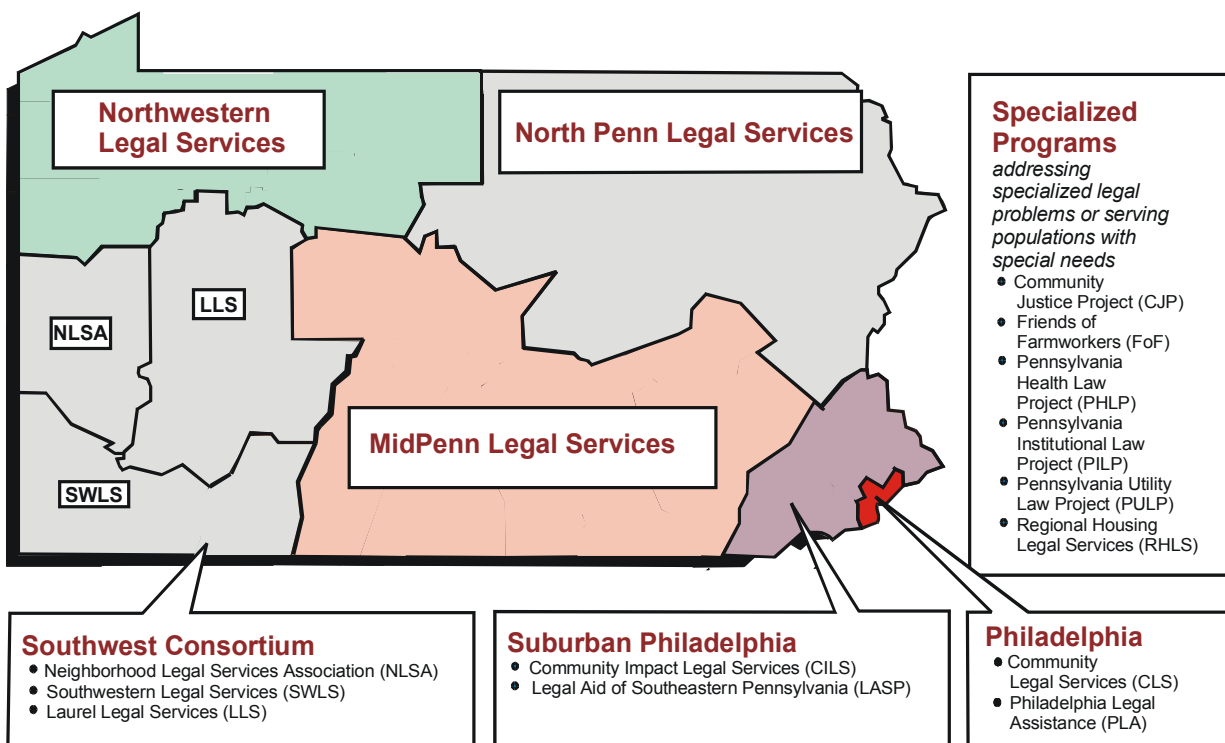 Northwestern
Legal Services
North Penn Legal Services
LLS
NLSA
MidPenn Legal Services
SWLS
Specialized
Programs
addressing
specialized legal
problems or serving
populations with
special needs
• Community
Justice Project (CJP)
• Friends of
Farmworkers (FoF)
• Pennsylvania
Health Law
Project (PHLP)
• Pennsylvania
Institutional Law
Project (PILP)
• Pennsylvania Utility
Law Project (PULP)
• Regional Housing
Legal Services (RHLS)
Southwest Consortium
• Neighborhood Legal Services Association (NLSA)
• Southwestern Legal Services (SWLS)
• Laurel Legal Services (LLS)
Suburban Philadelphia
• Community Impact Legal Services (CILS)
• Legal Aid of Southeastern Pennsylvania (LASP)
Philadelphia
• Community
Legal Services (CLS)
• Philadelphia Legal
Assistance (PLA)